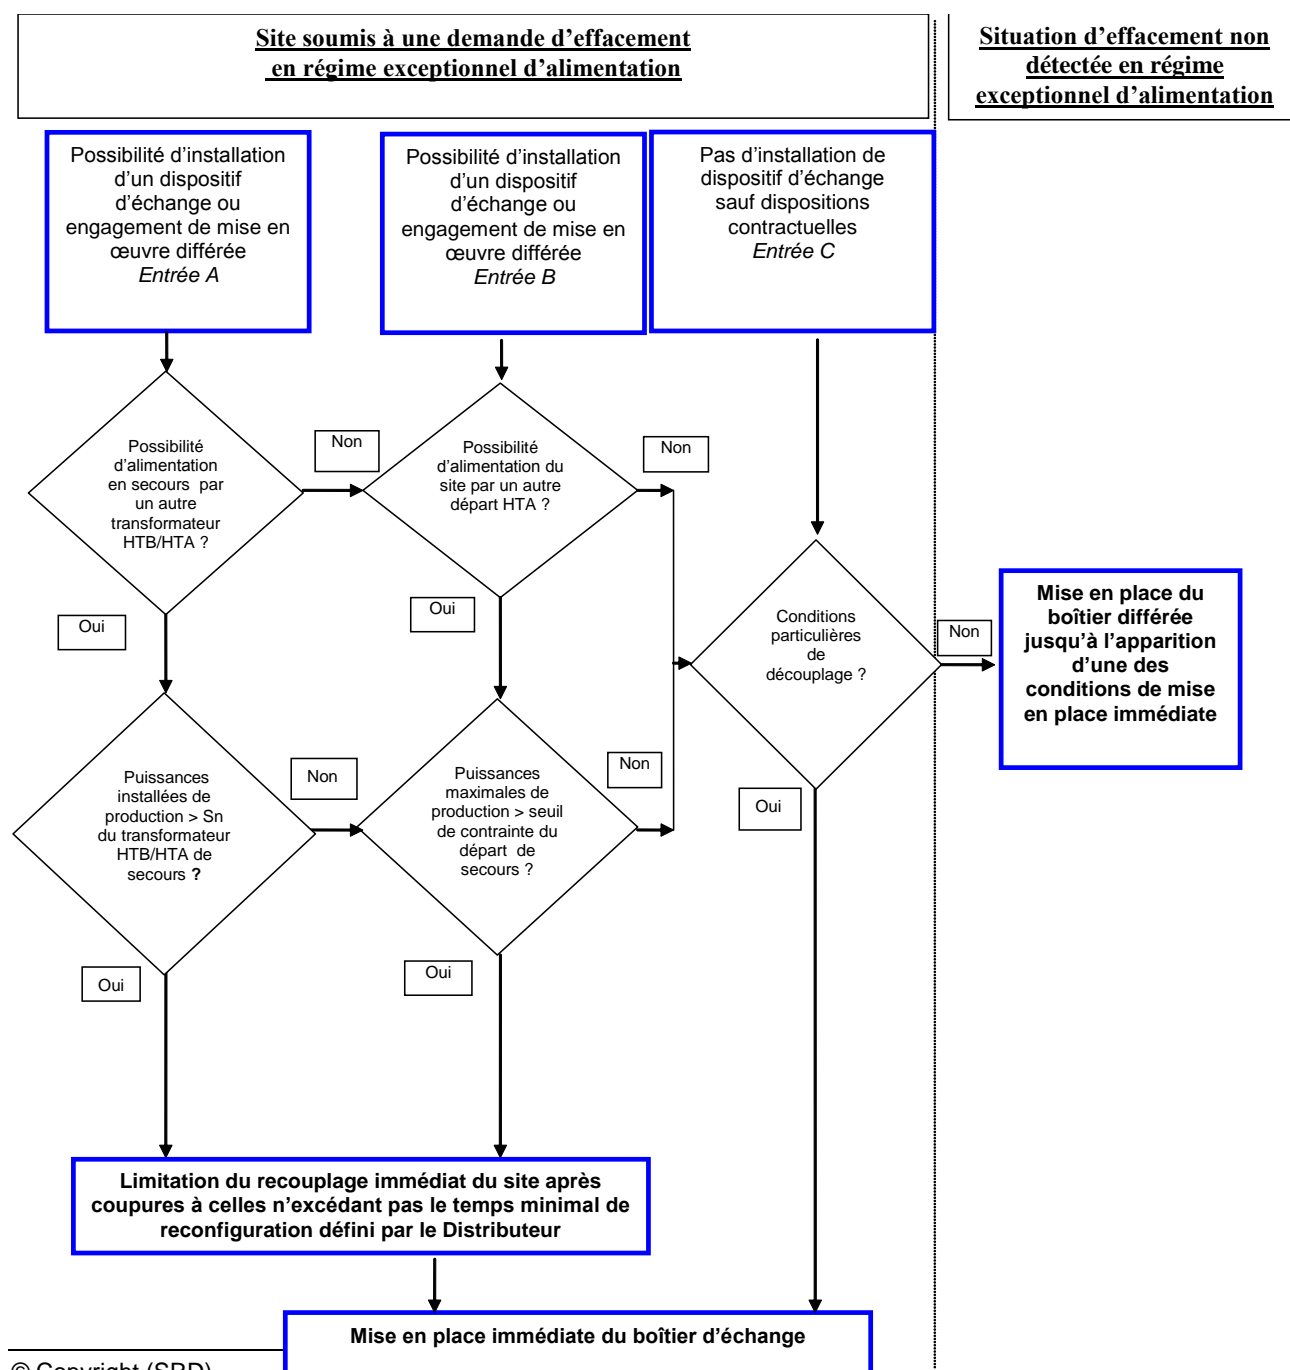 Site soumis à une demande d’effacement
en régime exceptionnel d’alimentation
Situation d’effacement non
détectée en régime
exceptionnel d’alimentation
Possibilité d’installation
d’un dispositif
d’échange ou
engagement de mise en
œuvre différée
Entrée A
Possibilité d’installation
d’un dispositif
d’échange ou
engagement de mise en
œuvre différée
Entrée B
Pas d’installation de
dispositif d’échange
sauf dispositions
contractuelles
Entrée C
Possibilité
d’alimentation
en secours par
un autre
transformateur
HTB/HTA ?
Non
Possibilité
d’alimentation du
site par un autre
départ HTA ?
Non
Oui
Oui
Conditions
particulières
de
découplage ?
Non
Mise en place du
boîtier différée
jusqu’à l’apparition
d’une des
conditions de mise
en place immédiate
Puissances
installées de
production > Sn
du transformateur
HTB/HTA de
secours ?
Non
Puissances
maximales de
production > seuil
de contrainte du
départ de
secours ?
Non
Oui
Oui
Oui
Limitation du recouplage immédiat du site après
coupures à celles n’excédant pas le temps minimal de
reconfiguration défini par le Distributeur
Mise en place immédiate du boîtier d’échange
© Copyright (SRD)